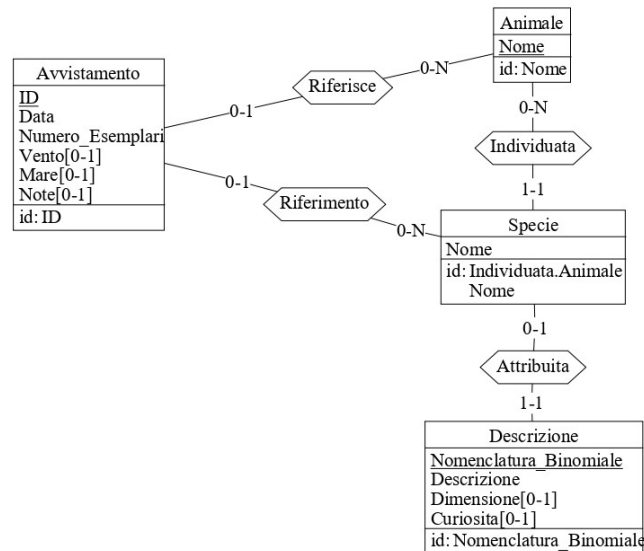 Animale
Nome
id: Nome
Avvistamento
ID
Data
Numero_Esemplari
Vento[0-1]
Mare[0-1]
Note[0-1]
id: ID
0-1
Riferisce
0-N
0-N
Individuata
1-1
0-1
Riferimento
0-N
Specie
Nome
id: Individuata.Animale
Nome
0-1
Attribuita
1-1
Descrizione
Nomenclatura_Binomiale
Descrizione
Dimensione[0-1]
Curiosita[0-1]
id: Nomenclatura_Binomiale